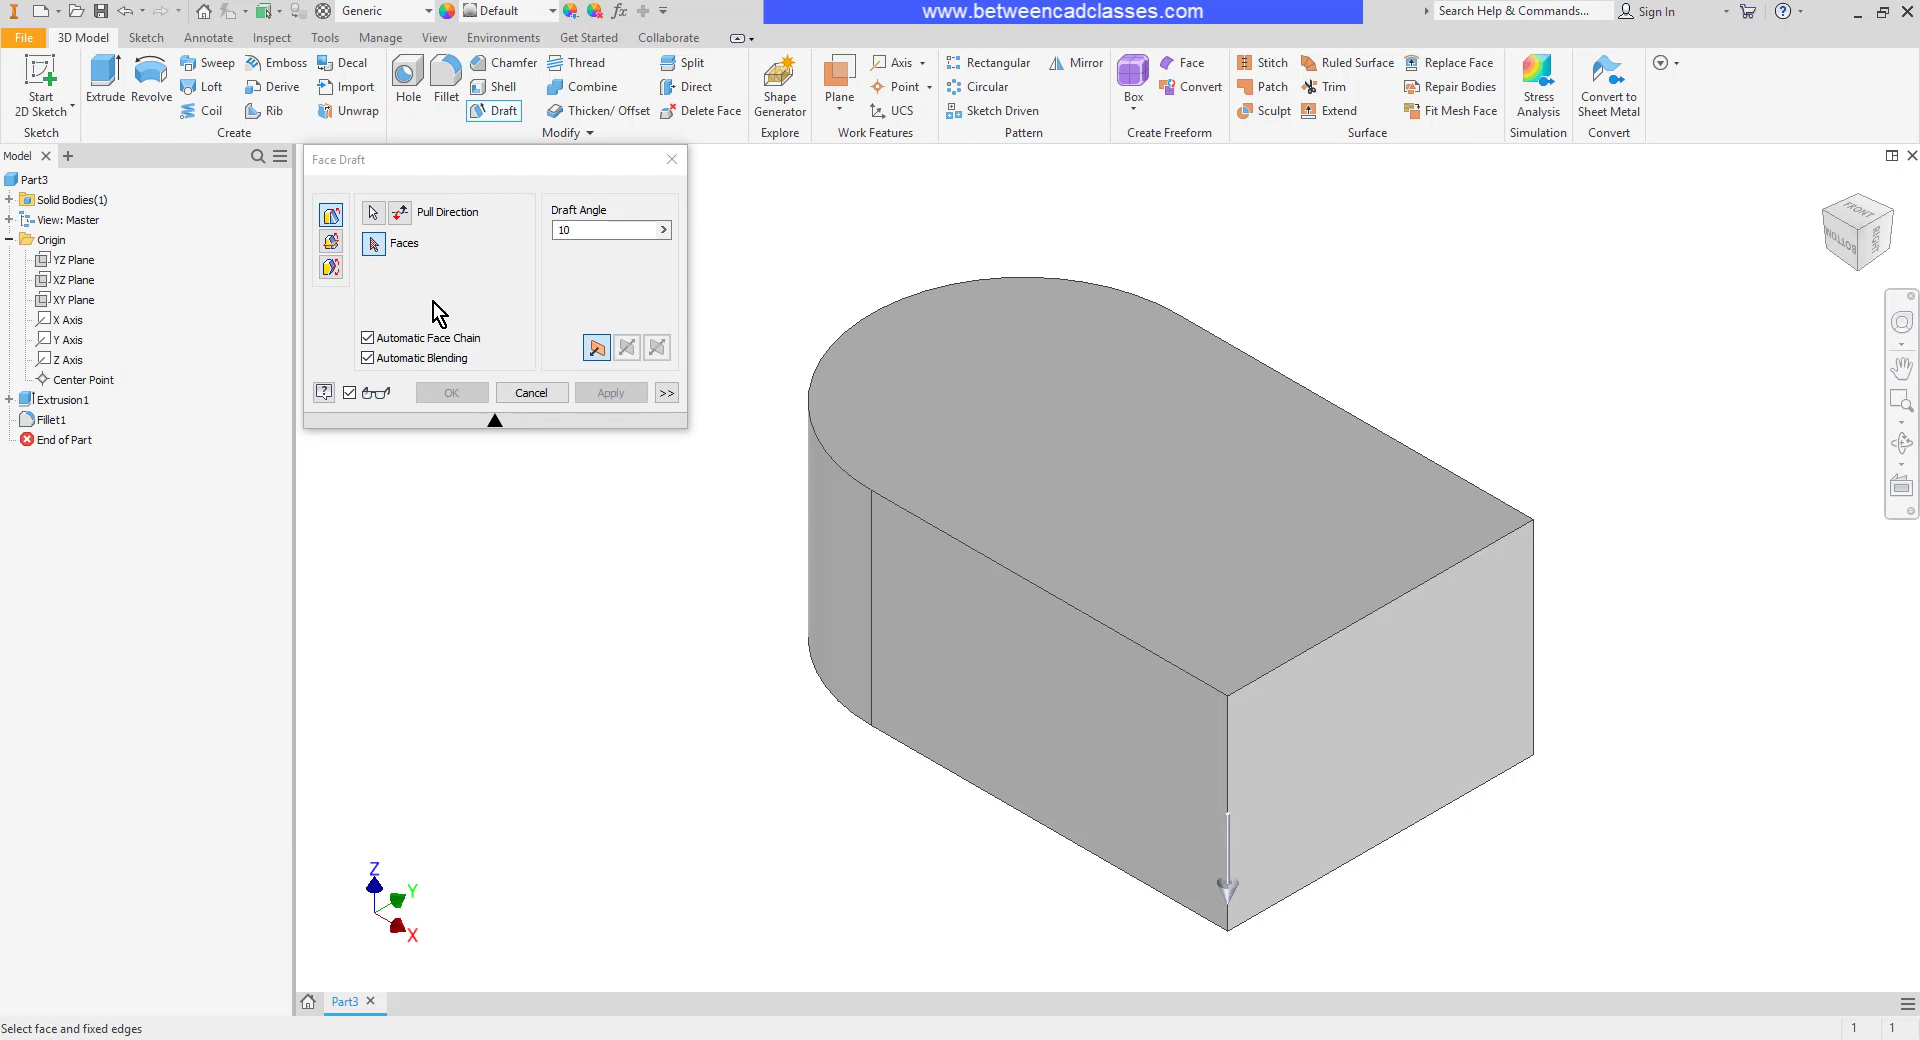 Generic
Default
fx
www.betweencadclasses.com
Search Help & Commands...
Sign In
File
3D Model
Sketch
Annotate
Inspect
Tools
Manage
View
Environments
Get Started
Collaborate
Start
2D Sketch
Sketch
Extrude
Revolve
Sweep
Emboss
Decal
Loft
Derive
Import
Coil
Rib
Unwrap
Create
Hole
Fillet
Chamfer
Thread
Split
Shell
Combine
Direct
Draft
Thicken/ Offset
Delete Face
Modify
Shape
Generator
Explore
Plane
Axis
Point
UCS
Work Features
Rectangular
Mirror
Circular
Sketch Driven
Pattern
Box
Face
Convert
Create Freeform
Stitch
Ruled Surface
Replace Face
Patch
Trim
Repair Bodies
Sculpt
Extend
Fit Mesh Face
Surface
Stress
Analysis
Simulation
Convert to
Sheet Metal
Convert
Model
Part3
Solid Bodies(1)
View: Master
Origin
YZ Plane
XZ Plane
XY Plane
X Axis
Y Axis
Z Axis
Center Point
Extrusion1
Fillet1
End of Part
Face Draft
Pull Direction
Faces
Draft Angle
10
Automatic Face Chain
Automatic Blending
OK
Cancel
Apply
>>
FRONT
BOTTOM
RIGHT
Z
Y
X
Part3
Select face and fixed edges
1
1